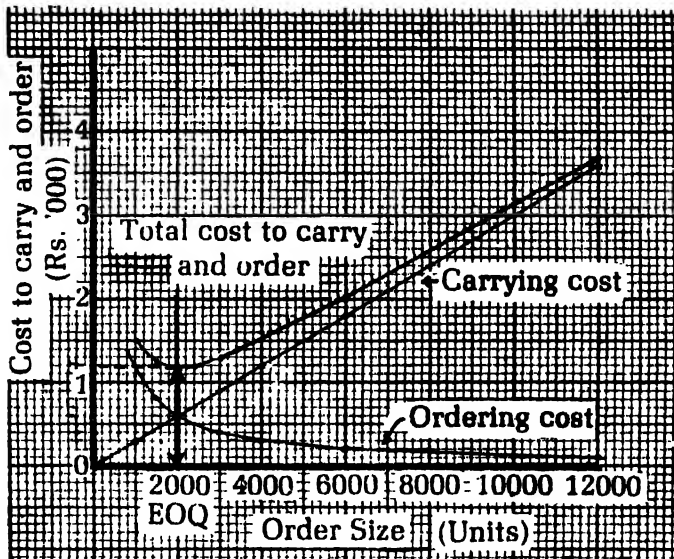 Cost to carry and order
(Rs. '000)
4
3
2
1
0
Total cost to carry
and order
Carrying cost
Ordering cost
2000 4000 6000 8000 10000 12000
EOQ
Order Size (Units)